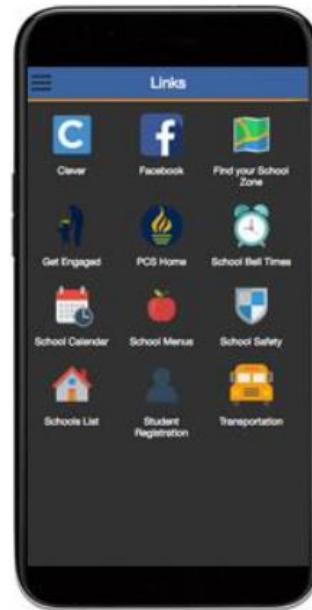 Links
C
Clever
f
Facebook
Find your School
Zone
Get Engaged
PCS Home
School Bell Times
School Calendar
School Menus
School Safety
Schools List
Student
Registration
Transportation